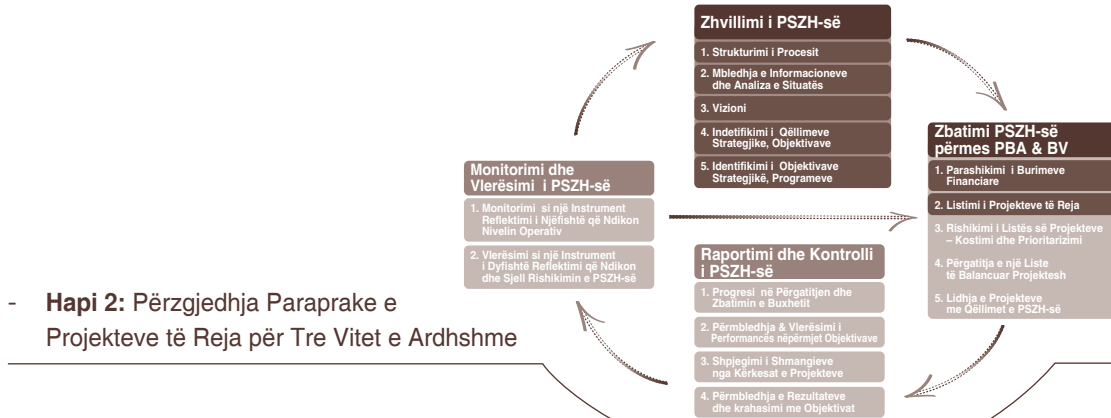 Zhvillimi i PSZH-së
1. Strukturimi i Procesit
2. Mbledhja e Informacioneve
dhe Analiza e Situatës
3. Vizioni
4. Indetifikimi i Qëllimeve
Strategjike, Objektivave
5. Identifikimi i Objektivave
Strategjikë, Programeve
Zbatimi PSZH-së
përmes PBA & BV
1. Parashikimi i Burimeve
Financiare
2. Listimi i Projekteve të Reja
3. Rishikimi i Listës së Projekteve
– Kostimi dhe Prioritarizimi
4. Përgatitja e një Liste
të Balancuar Projektesh
5. Lidhja e Projekteve
me Qëllimet e PSZH-së
Monitorimi dhe
Vlerësimi i PSZH-së
1. Monitorimi si një Instrument
Reflektimi i Njëfishtë që Ndikon
Nivelin Operativ
2. Vlerësimi si një Instrument
i Dyfishtë Reflektimi që Ndikon
dhe Sjell Rishikimin e PSZH-së
Raportimi dhe Kontrolli
i PSZH-së
1. Progresi në Përgatitjen dhe
Zbatimin e Buxhetit
2. Përmbledhja & Vlerësimi i
Performancës nëpërmjet Objektivave
3. Shpjegimi i Shmangieve
nga Kërkesat e Projekteve
4. Përmbledhja e Rezultateve
dhe krahasimi me Objektivat
- Hapi 2: Përzgjedhja Paraprake e
Projekteve të Reja për Tre Vitet e Ardhshme